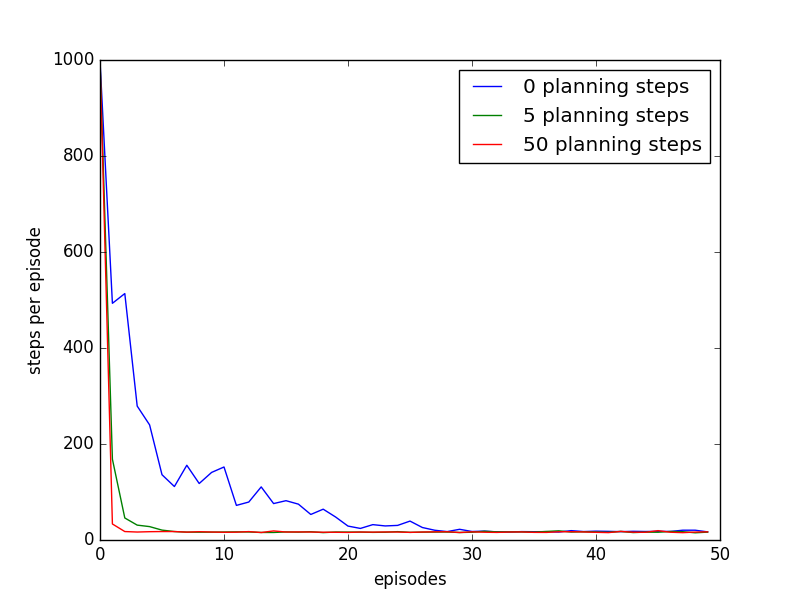 1000
800
600
400
200
0
steps per episode
0 planning steps
5 planning steps
50 planning steps
0 10 20 30 40 50
episodes